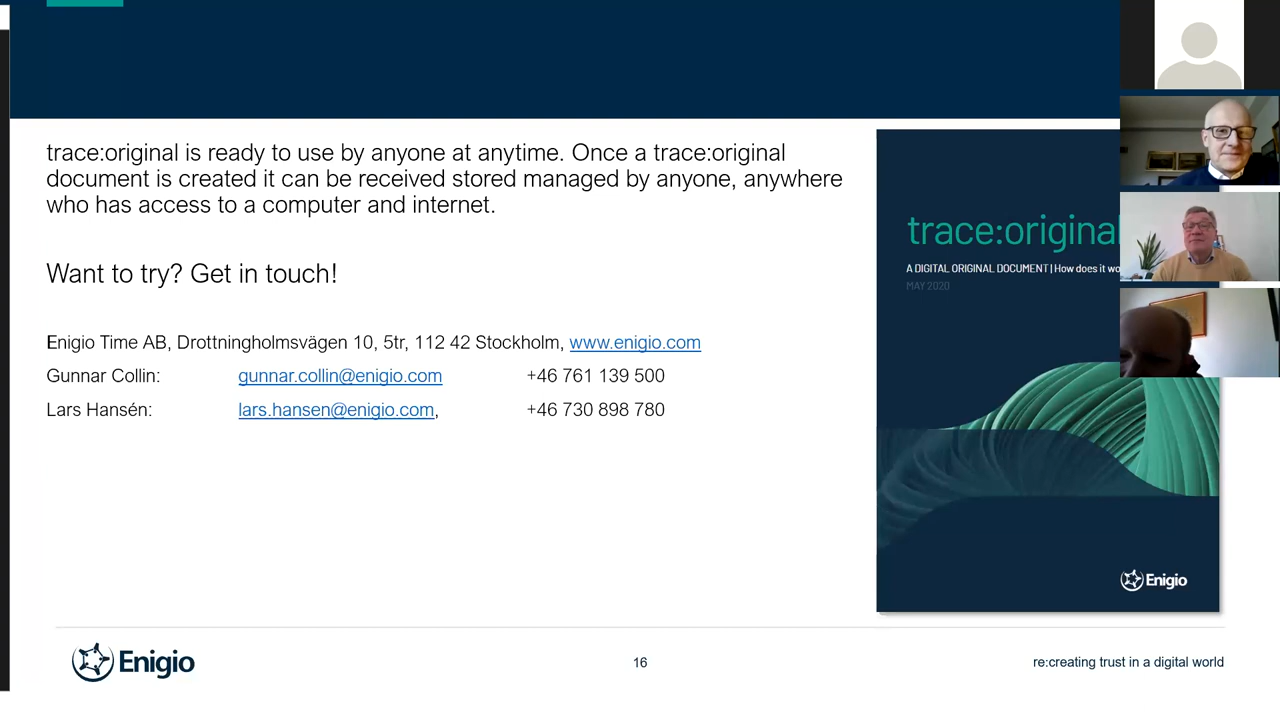 trace:original is ready to use by anyone at anytime. Once a trace:original
document is created it can be received stored managed by anyone, anywhere
who has access to a computer and internet.
Want to try? Get in touch!
Enigio Time AB, Drottningholmsvägen 10, 5tr, 112 42 Stockholm, www.enigio.com
Gunnar Collin: gunnar.collin@enigio.com +46 761 139 500
Lars Hansén: lars.hansen@enigio.com, +46 730 898 780
trace:original
A DIGITAL ORIGINAL DOCUMENT | How does it wo
MAY 2020
Enigio
Enigio
16
re:creating trust in a digital world